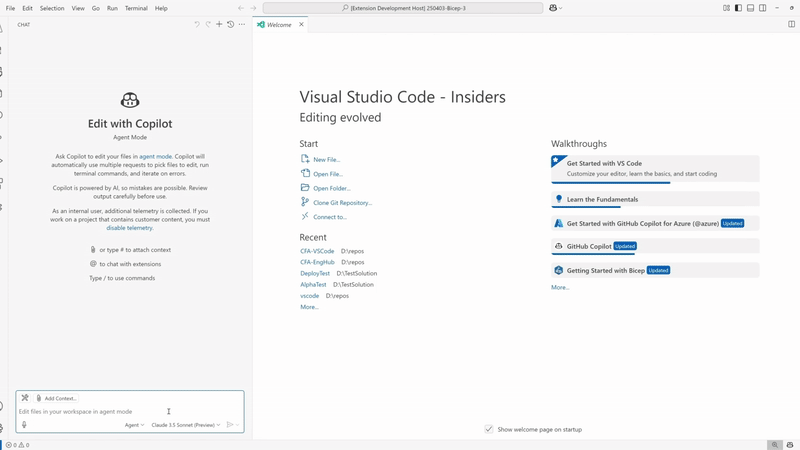 File Edit Selection View Go Run Terminal Help
[Extension Development Host] 250403-Bicep-3
CHAT
Edit with Copilot
Agent Mode
Ask Copilot to edit your files in agent mode. Copilot will
automatically use multiple requests to pick files to edit, run
terminal commands, and iterate on errors.
Copilot is powered by AI, so mistakes are possible. Review
output carefully before use.
As an internal user, additional telemetry is collected. If you
work on a project that contains customer content, you must
disable telemetry.
or type # to attach context
@ to chat with extensions
Type / to use commands
Add Context...
Edit files in your workspace in agent mode
Agent Claude 3.5 Sonnet (Preview)
Welcome
Visual Studio Code - Insiders
Editing evolved
Start
New File...
Open File...
Open Folder...
Clone Git Repository...
Connect to...
Recent
CFA-VSCode D:\repos
CFA-EngHub D:\repos
DeployTest D:\TestSolution
AlphaTest D:\TestSolution
vscode D:\repos
More...
Walkthroughs
Get Started with VS Code
Customize your editor, learn the basics, and start coding
Learn the Fundamentals
Get Started with GitHub Copilot for Azure (@azure) Updated
GitHub Copilot Updated
Getting Started with Bicep Updated
More...
Show welcome page on startup
0 0